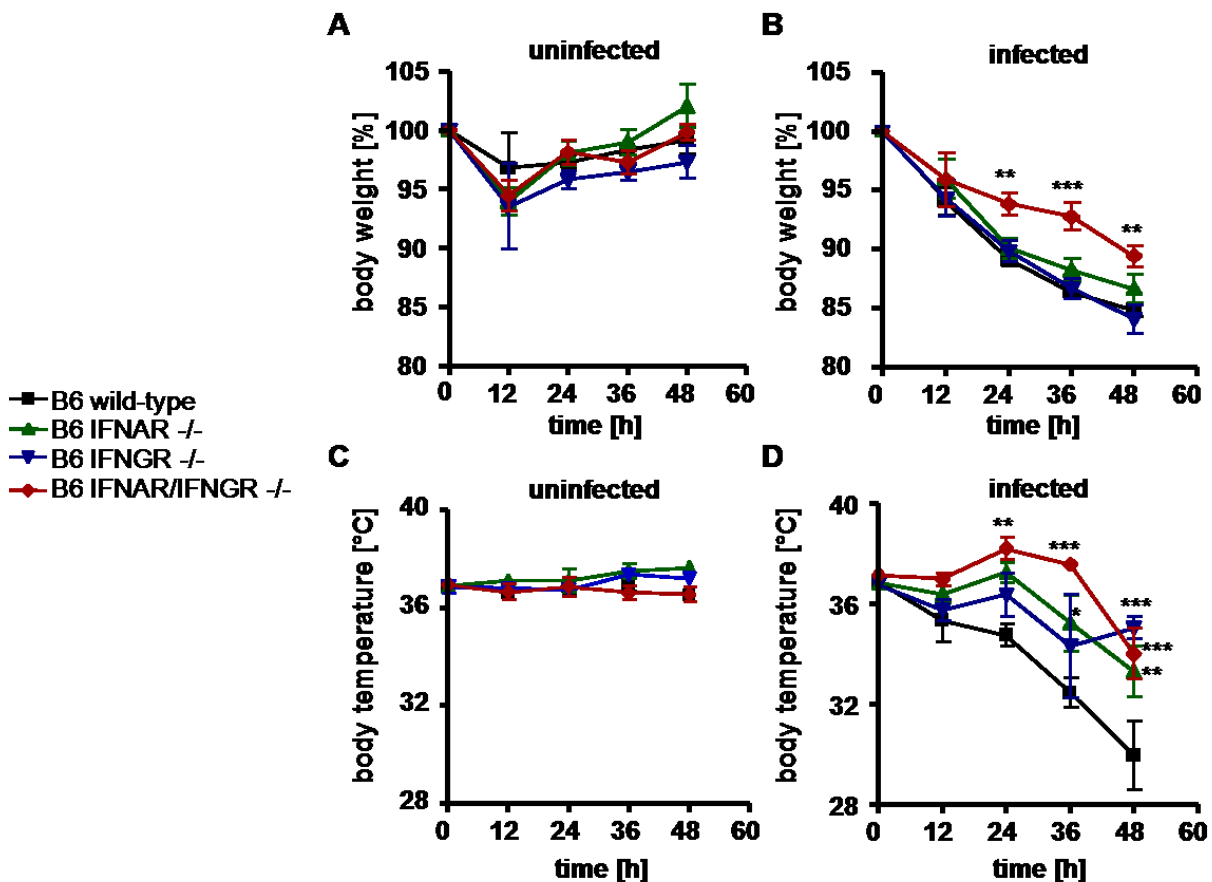 A
uninfected
105
100
95
90
85
80
0 12 24 36 48 60
body weight [%]
time [h]
B
infected
105
100
95
90
85
80
0 12 24 36 48 60
body weight [%]
time [h]
** *** **
B6 wild-type
B6 IFNAR -/-
B6 IFNGR -/-
B6 IFNAR/IFNGR -/-
C
uninfected
40
36
32
28
0 12 24 36 48 60
body temperature [°C]
time [h]
D
infected
40
36
32
28
0 12 24 36 48 60
body temperature [°C]
time [h]
**
***
***
*
***
**